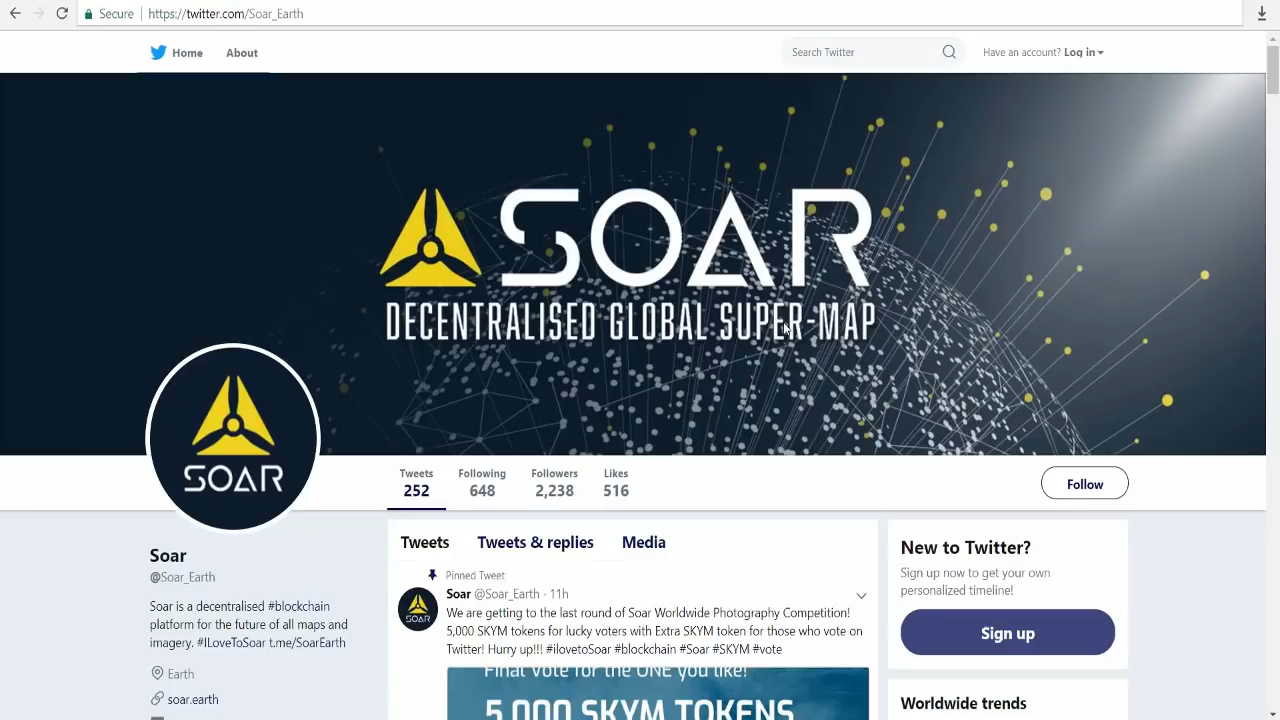 Secure https://twitter.com/Soar_Earth
Home About Search Twitter Have an account? Log in
SOAR
DECENTRALISED GLOBAL SUPER-MAP
SOAR
Tweets Following Followers Likes
252 648 2,238 516
Follow
Soar
@Soar_Earth
Soar is a decentralised #blockchain
platform for the future of all maps and
imagery. #ILoveToSoar t.me/SoarEarth
Earth
soar.earth
Tweets Tweets & replies Media
Pinned Tweet
SOAR
Soar @Soar_Earth · 11h
We are getting to the last round of Soar Worldwide Photography Competition!
5,000 SKYM tokens for lucky voters with Extra SKYM token for those who vote on
Twitter! Hurry up!!! #ilovetoSoar #blockchain #Soar #SKYM #vote
Final Vote for the ONE you like!
5,000 SKYM TOKENS
New to Twitter?
Sign up now to get your own
personalized timeline!
Sign up
Worldwide trends